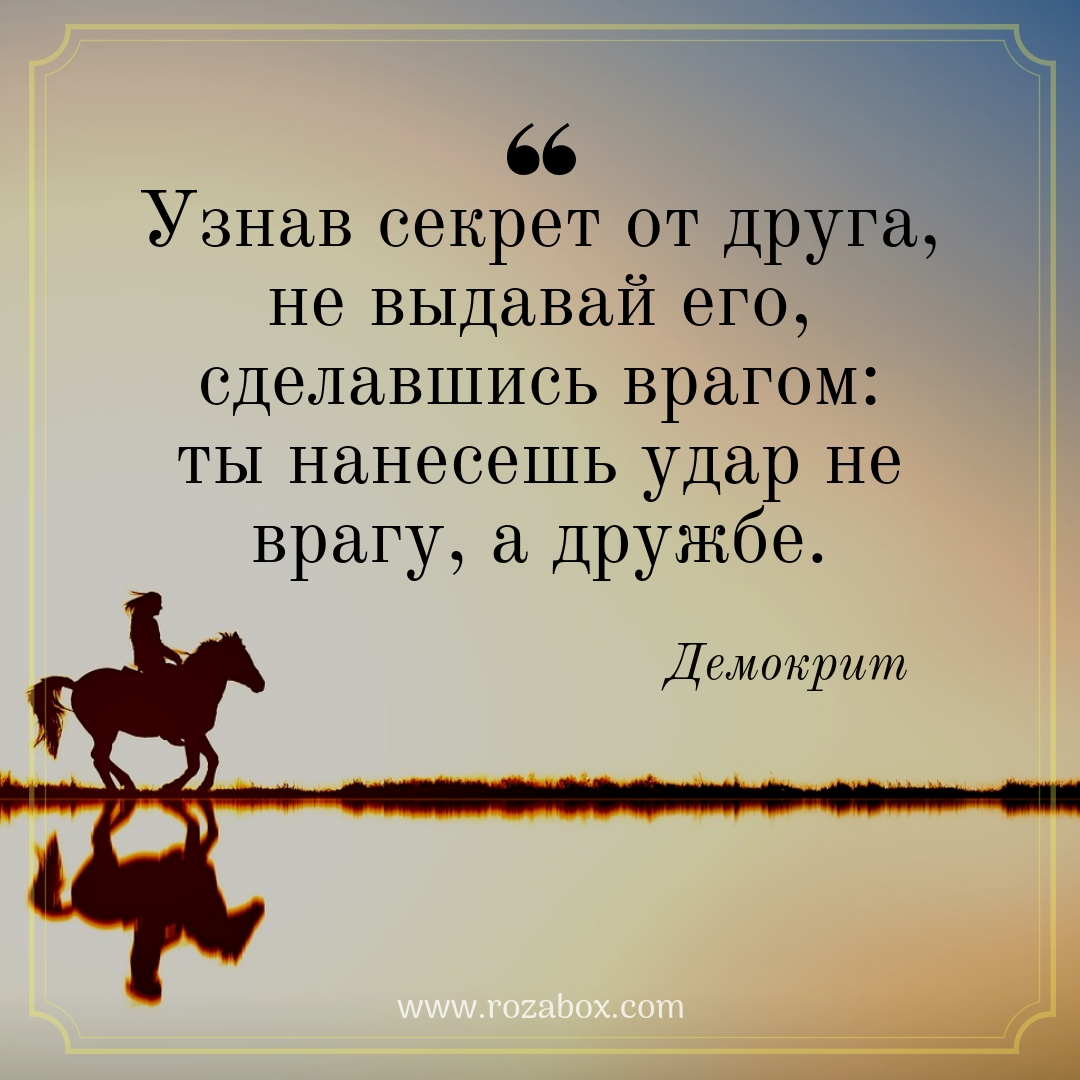 “
Узнав секрет от друга,
не выдавай его,
сделавшись врагом:
ты нанесешь удар не
врагу, а дружбе.
Демокрит
www.rozabox.com